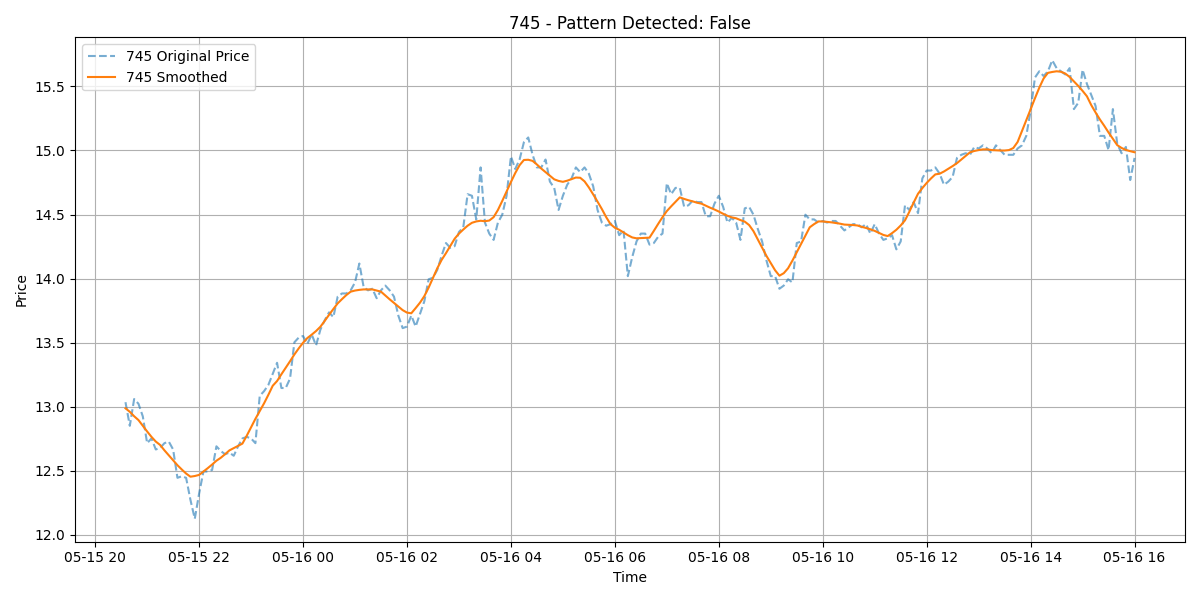 745 - Pattern Detected: False
745 Original Price
745 Smoothed
Price
15.5
15.0
14.5
14.0
13.5
13.0
12.5
12.0
05-15 20 05-15 22 05-16 00 05-16 02 05-16 04 05-16 06 05-16 08 05-16 10 05-16 12 05-16 14 05-16 16
Time